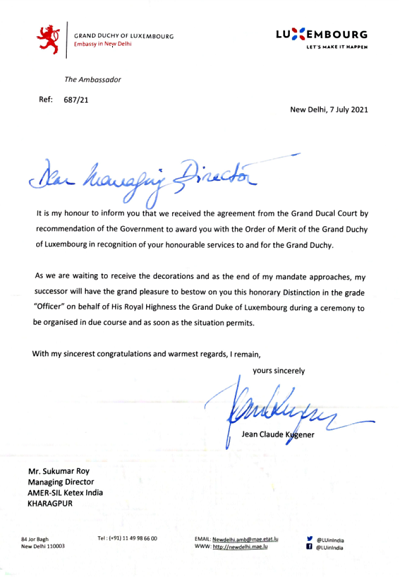 GRAND DUCHY OF LUXEMBOURG
Embassy in New Delhi
LUXEMBOURG
LET'S MAKE IT HAPPEN
The Ambassador
Ref: 687/21
New Delhi, 7 July 2021
Dear Managing Director
It is my honour to inform you that we received the agreement from the Grand Ducal Court by
recommendation of the Government to award you with the Order of Merit of the Grand Duchy
of Luxembourg in recognition of your honourable services to and for the Grand Duchy.
As we are waiting to receive the decorations and as the end of my mandate approaches, my
successor will have the grand pleasure to bestow on you this honorary Distinction in the grade
"Officer" on behalf of His Royal Highness the Grand Duke of Luxembourg during a ceremony to
be organised in due course and as soon as the situation permits.
With my sincerest congratulations and warmest regards, I remain,
yours sincerely
Jean Claude Kugener
Mr. Sukumar Roy
Managing Director
AMER-SIL Ketex India
KHARAGPUR
84 Jor Bagh
New Delhi 110003
Tel : (+91) 11 49 98 66 00
EMAIL: Newdelhi.amb@mae.etat.lu
WWW: http://newdelhi.mae.lu
@LUinIndia
@LUinIndia